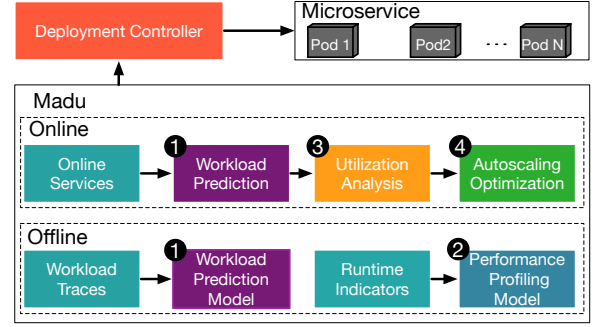 Microservice
Deployment Controller
Pod 1
Pod2
...
Pod N
Madu
Online
1
3
4
Online
Services
Workload
Prediction
Utilization
Analysis
Autoscaling
Optimization
Offline
1
2
Workload
Traces
Workload
Prediction
Model
Runtime
Indicators
Performance
Profiling
Model